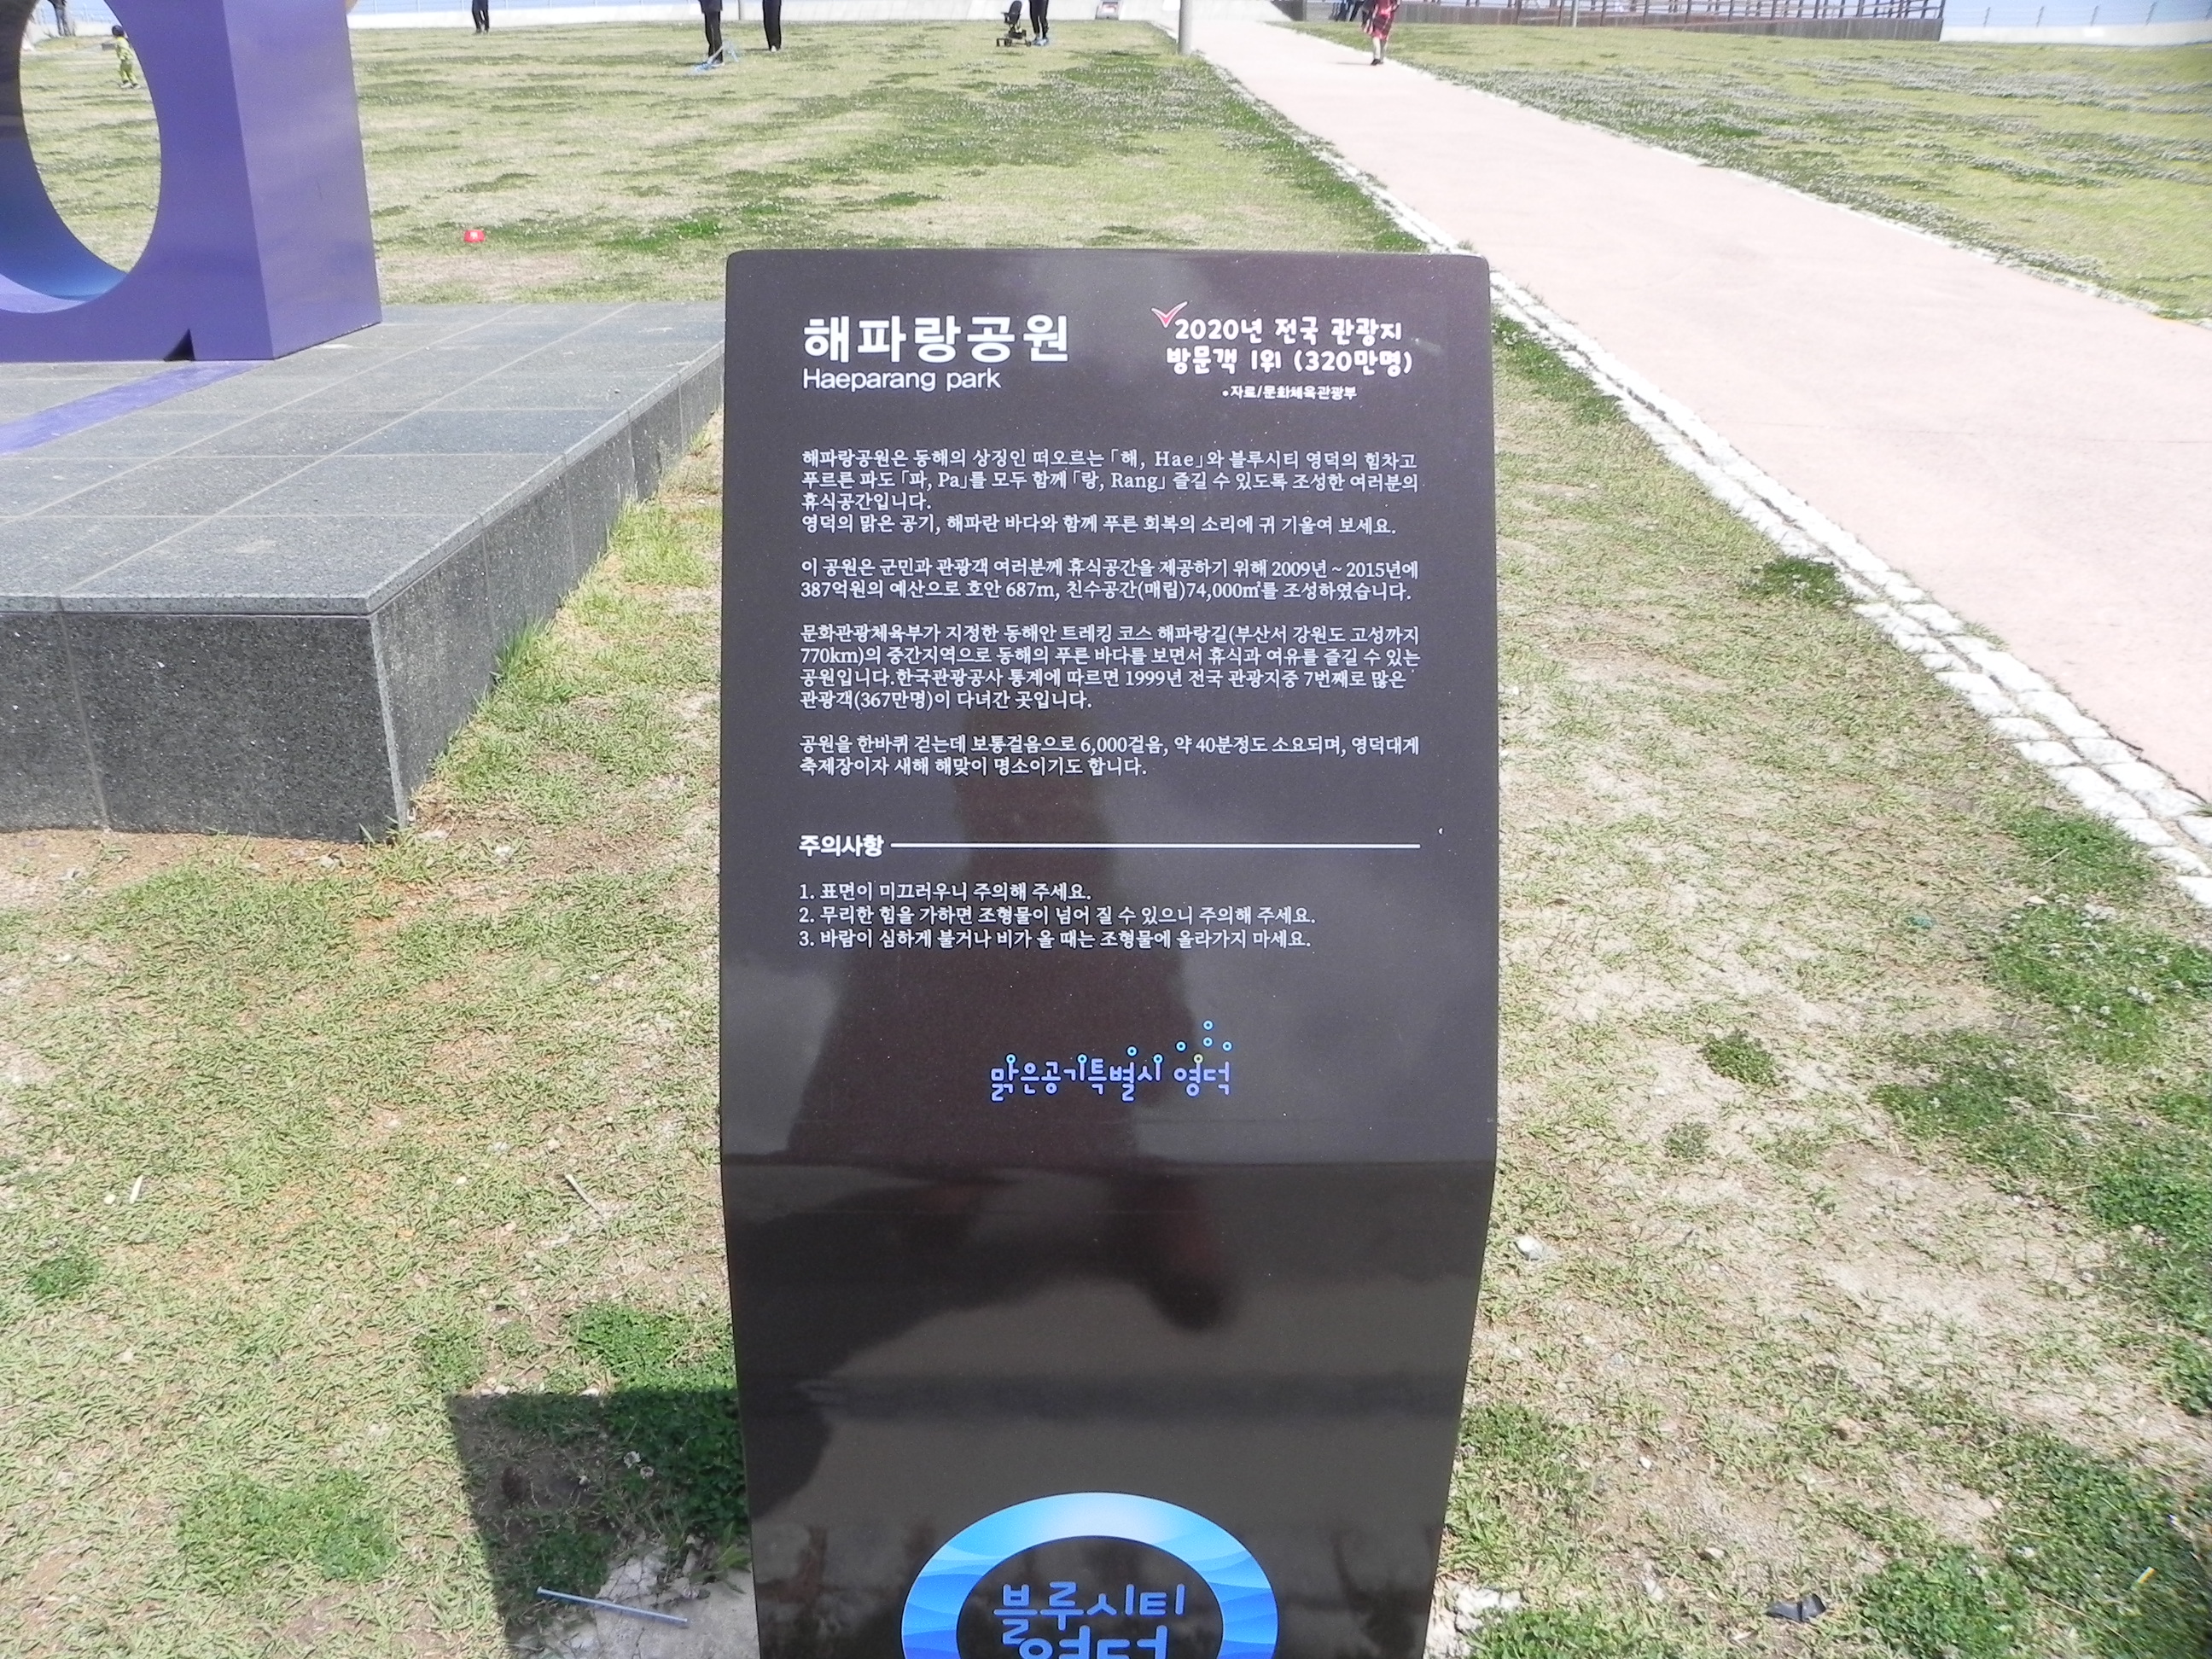 해파랑공원
Haeparang park
2020년 전국 관광지
방문객 1위 (320만명)
•자료/문화체육관광부
해파랑공원은 동해의 상징인 떠오르는 「해, Hae」와 블루시티 영덕의 힘차고
푸르른 파도 「파, Pa」를 모두 함께 「랑, Rang」 즐길 수 있도록 조성한 여러분의
휴식공간입니다.
영덕의 맑은 공기, 해파란 바다와 함께 푸른 회복의 소리에 귀 기울여 보세요.
이 공원은 군민과 관광객 여러분께 휴식공간을 제공하기 위해 2009년 ~ 2015년에
387억원의 예산으로 호안 687m, 친수공간(매립)74,000㎡를 조성하였습니다.
문화관광체육부가 지정한 동해안 트레킹 코스 해파랑길(부산서 강원도 고성까지
770km)의 중간지역으로 동해의 푸른 바다를 보면서 휴식과 여유를 즐길 수 있는
공원입니다.한국관광공사 통계에 따르면 1999년 전국 관광지중 7번째로 많은
관광객(367만명)이 다녀간 곳입니다.
공원을 한바퀴 걷는데 보통걸음으로 6,000걸음, 약 40분정도 소요되며, 영덕대게
축제장이자 새해 해맞이 명소이기도 합니다.
주의사항
1. 표면이 미끄러우니 주의해 주세요.
2. 무리한 힘을 가하면 조형물이 넘어 질 수 있으니 주의해 주세요.
3. 바람이 심하게 불거나 비가 올 때는 조형물에 올라가지 마세요.
맑은공기특별시 영덕
블루시티
영덕